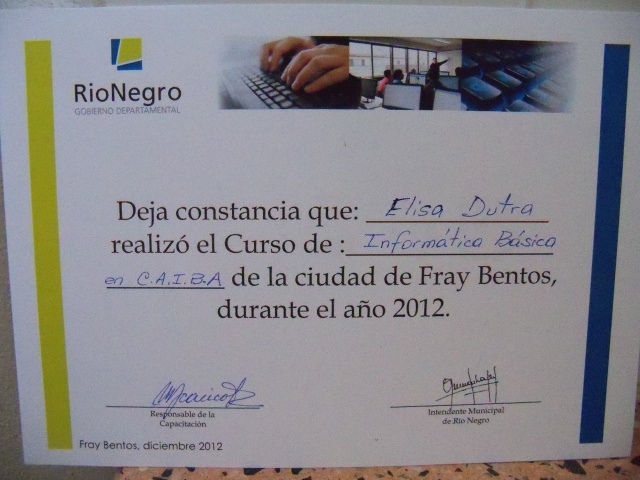 RioNegro
GOBIERNO DEPARTAMENTAL
Deja constancia que: Elisa Dutra
realizó el Curso de : Informática Básica
en C.A.I.B.A de la ciudad de Fray Bentos,
durante el año 2012.
Responsable de la
Capacitación
Intendente Municipal
de Río Negro
Fray Bentos, diciembre 2012